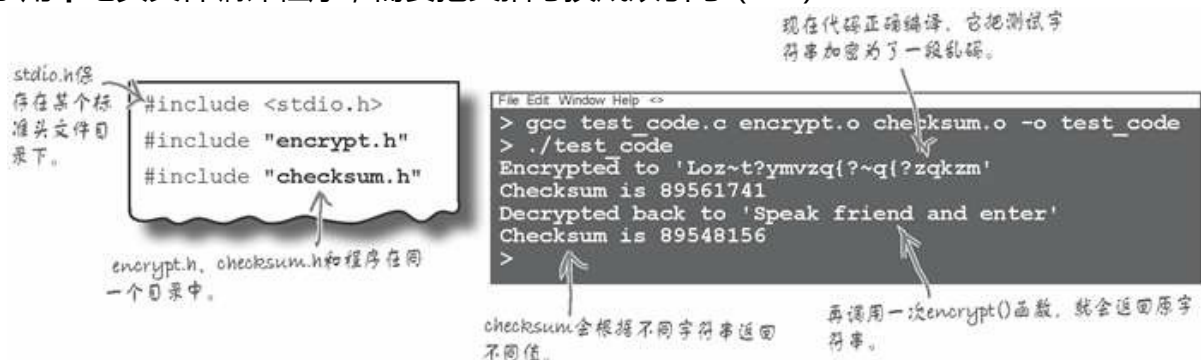 stdio.h保
存在某个标
准头文件目
录下。
#include <stdio.h>
#include "encrypt.h"
#include "checksum.h"
encrypt.h、checksum.h和程序在同
一个目录中。
现在代码正确编译，它把测试字
符串加密为了一段乱码。
File Edit Window Help <>
> gcc test_code.c encrypt.o checksum.o -o test_code
> ./test_code
Encrypted to 'Loz~t?ymvzq{?~q{?zqkzm'
Checksum is 89561741
Decrypted back to 'Speak friend and enter'
Checksum is 89548156
>
checksum会根据不同字符串返回
不同值。
再调用一次encrypt()函数，就会返回原字
符串。